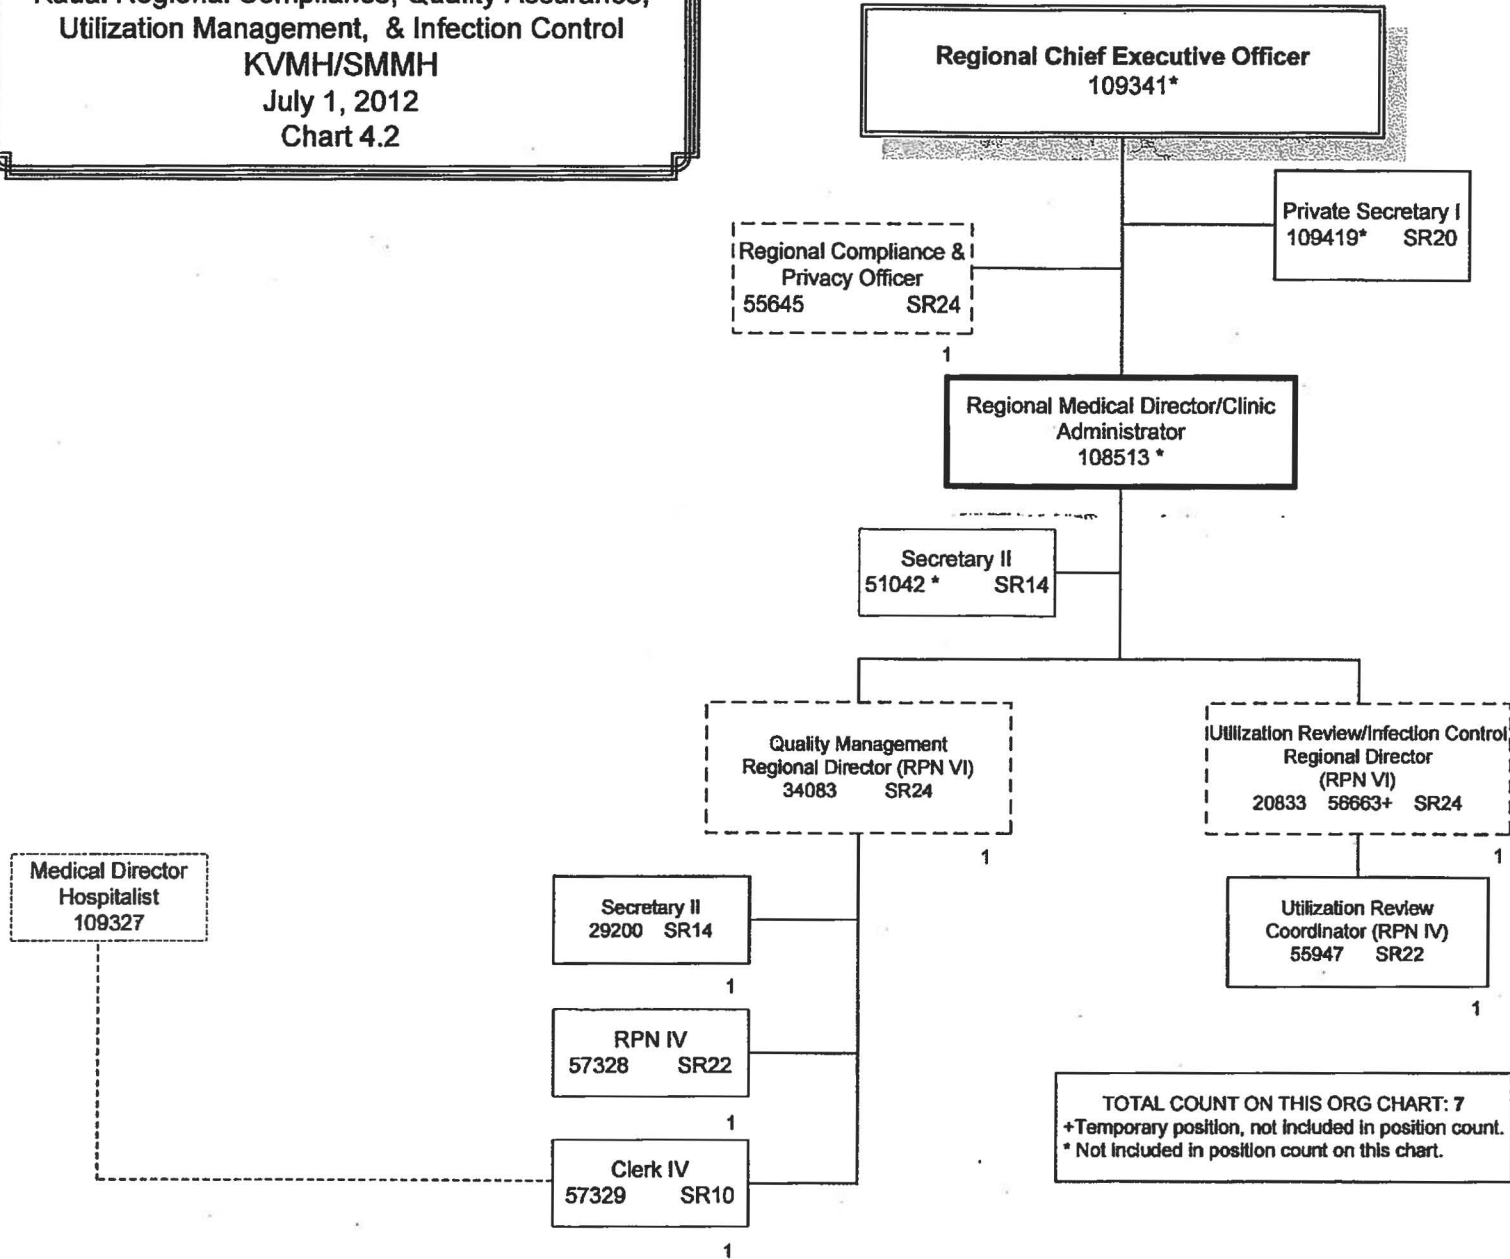 Kauai Regional Compliance, Quality Assurance,
Utilization Management, & Infection Control
KVMH/SMMH
July 1, 2012
Chart 4.2
Regional Chief Executive Officer
109341*
Private Secretary I
109419* SR20
Regional Compliance &
Privacy Officer
55645 SR24
1
Regional Medical Director/Clinic
Administrator
108513 *
Secretary II
51042 * SR14
Quality Management
Regional Director (RPN VI)
34083 SR24
1
Utilization Review/Infection Control
Regional Director
(RPN VI)
20833 56663+ SR24
1
Medical Director
Hospitalist
109327
Secretary II
29200 SR14
1
Utilization Review
Coordinator (RPN IV)
55947 SR22
1
RPN IV
57328 SR22
1
Clerk IV
57329 SR10
1
TOTAL COUNT ON THIS ORG CHART: 7
+Temporary position, not included in position count.
* Not included in position count on this chart.